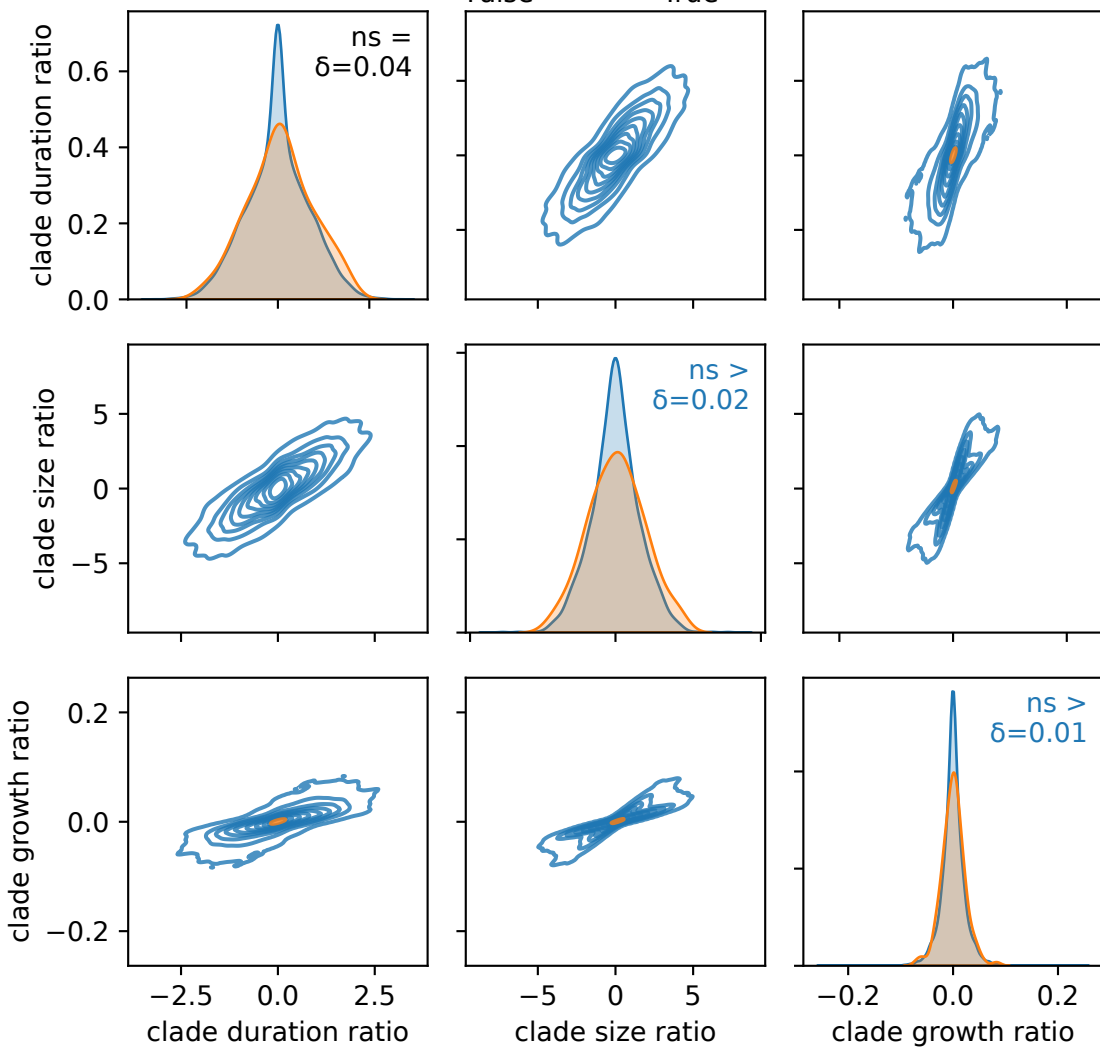 clade duration ratio
0.6
0.4
0.2
0.0
ns =
δ=0.04
clade size ratio
5
0
−5
ns >
δ=0.02
clade growth ratio
0.2
0.0
−0.2
ns >
δ=0.01
−2.5 0.0 2.5
−5 0 5
−0.2 0.0 0.2
clade duration ratio
clade size ratio
clade growth ratio